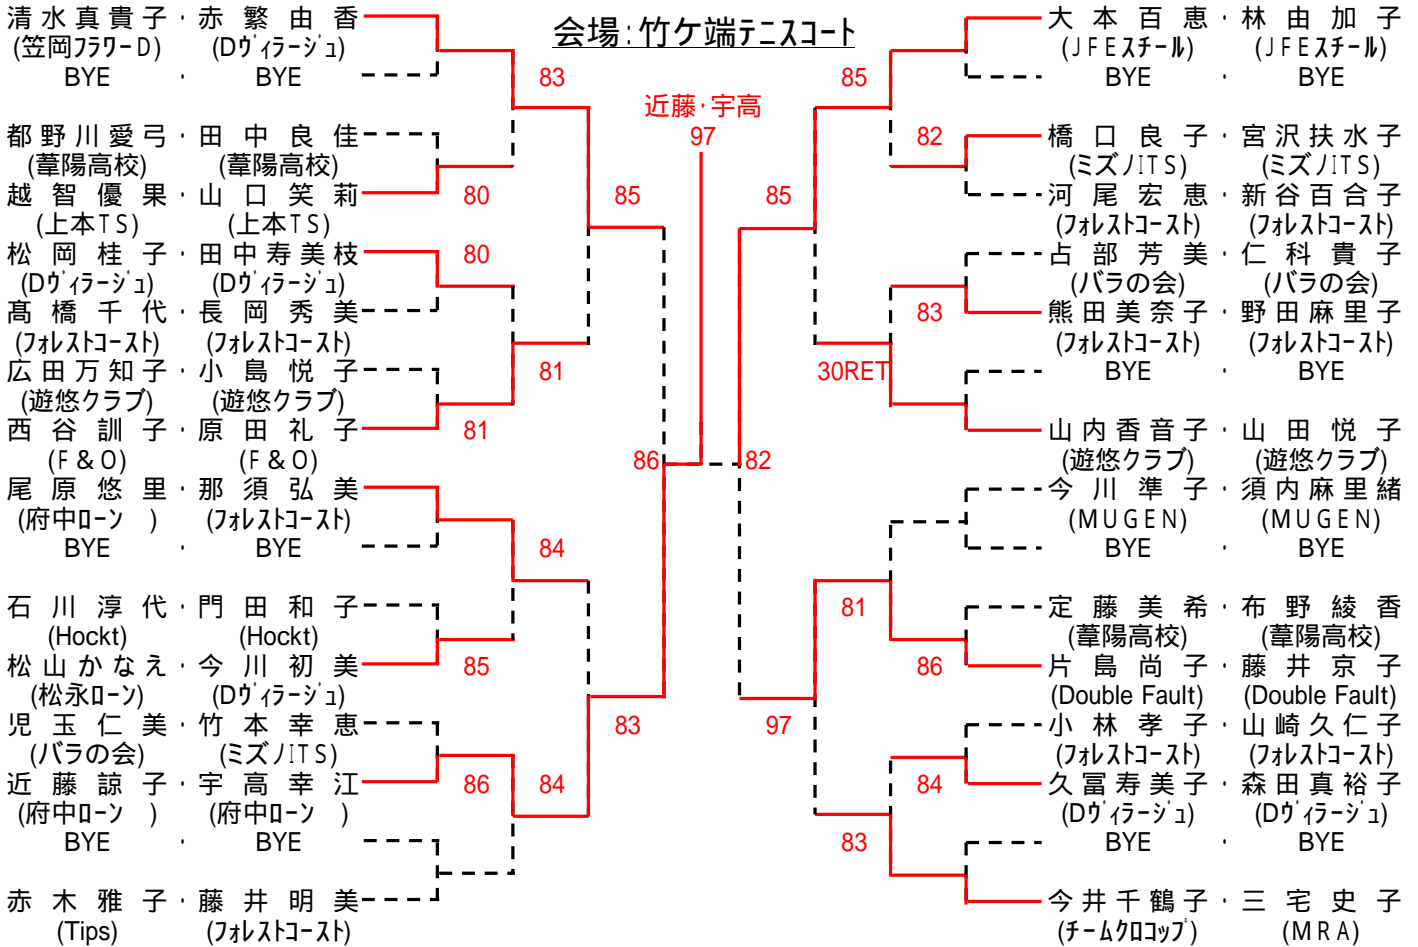 会場:竹ケ端テニスコート
近藤・宇高
97
清水真貴子・赤繁由香
(笠岡フラワーD) (Dヴィラージュ)
BYE ・ BYE
83
都野川愛弓・田中良佳
(葦陽高校) (葦陽高校)
越智優果・山口笑莉
(上本TS) (上本TS)
80
85
松岡桂子・田中寿美枝
(Dヴィラージュ) (Dヴィラージュ)
80
髙橋千代・長岡秀美
(フォレストコースト) (フォレストコースト)
広田万知子・小島悦子
(遊悠クラブ) (遊悠クラブ)
81
西谷訓子・原田礼子
(F&O) (F&O)
81
86
尾原悠里・那須弘美
(府中ローン ) (フォレストコースト)
BYE ・ BYE
84
石川淳代・門田和子
(Hockt) (Hockt)
松山かなえ・今川初美
(松永ローン) (Dヴィラージュ)
85
児玉仁美・竹本幸恵
(バラの会) (ミズノITS)
83
近藤諒子・宇高幸江
(府中ローン ) (府中ローン )
86
84
BYE ・ BYE
赤木雅子・藤井明美
(Tips) (フォレストコースト)
大本百恵・林由加子
(JFEスチール) (JFEスチール)
BYE ・ BYE
85
橋口良子・宮沢扶水子
(ミズノITS) (ミズノITS)
82
河尾宏恵・新谷百合子
(フォレストコースト) (フォレストコースト)
85
占部芳美・仁科貴子
(バラの会) (バラの会)
熊田美奈子・野田麻里子
(フォレストコースト) (フォレストコースト)
83
BYE ・ BYE
30RET
山内香音子・山田悦子
(遊悠クラブ) (遊悠クラブ)
82
今川準子・須内麻里緒
(MUGEN) (MUGEN)
BYE ・ BYE
定藤美希・布野綾香
(葦陽高校) (葦陽高校)
81
片島尚子・藤井京子
(Double Fault) (Double Fault)
86
小林孝子・山崎久仁子
(フォレストコースト) (フォレストコースト)
97
久冨寿美子・森田真裕子
(Dヴィラージュ) (Dヴィラージュ)
84
BYE ・ BYE
83
今井千鶴子・三宅史子
(チームクロコップ) (MRA)